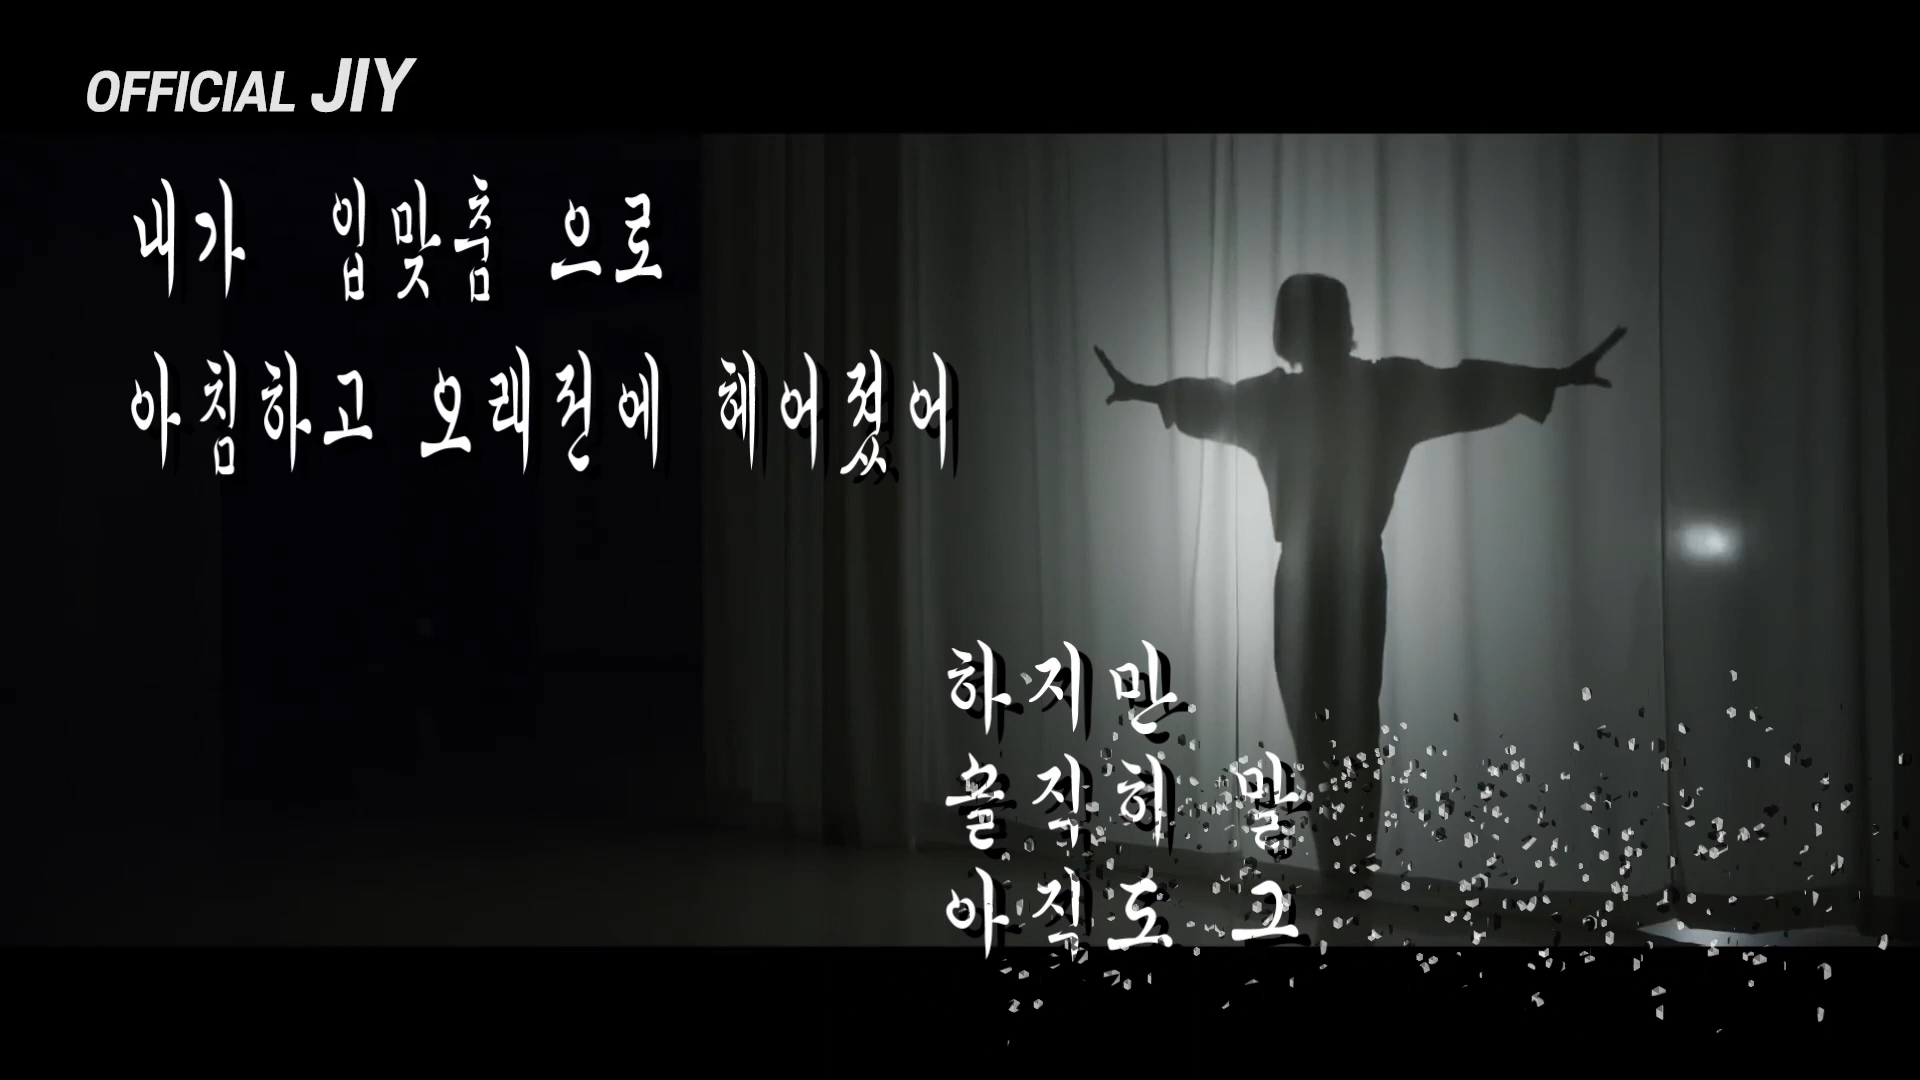 OFFICIAL JIY
내가 입맞춤 으로
아침하고 오래전에 헤어졌어
하지만
솔직히 말
아직도 그